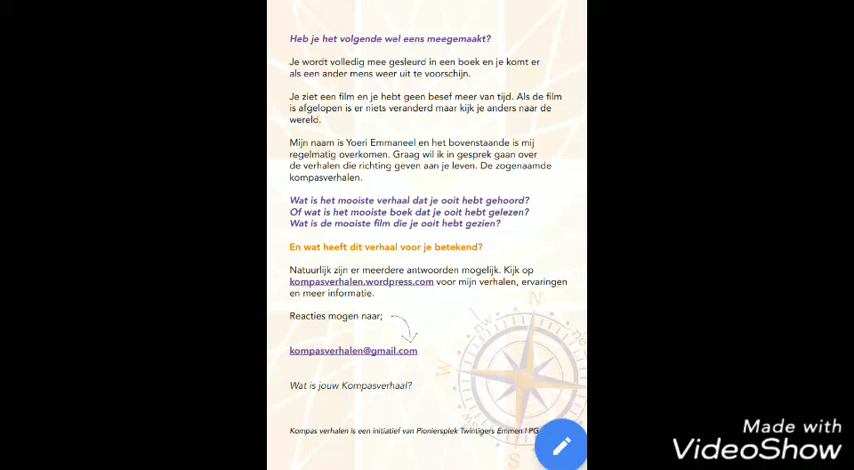 Heb je het volgende wel eens meegemaakt?
Je wordt volledig mee gesleurd in een boek en je komt er
als een ander mens weer uit te voorschijn.
Je ziet een film en je hebt geen besef meer van tijd. Als de film
is afgelopen is er niets veranderd maar kijk je anders naar de
wereld.
Mijn naam is Yoeri Emmaneel en het bovenstaande is mij
regelmatig overkomen. Graag wil ik in gesprek gaan over
de verhalen die richting geven aan je leven. De zogenaamde
kompasverhalen.
Wat is het mooiste verhaal dat je ooit hebt gehoord?
Of wat is het mooiste boek dat je ooit hebt gelezen?
Wat is de mooiste film die je ooit hebt gezien?
En wat heeft dit verhaal voor je betekend?
Natuurlijk zijn er meerdere antwoorden mogelijk. Kijk op
kompasverhalen.wordpress.com voor mijn verhalen, ervaringen
en meer informatie.
Reacties mogen naar;
kompasverhalen@gmail.com
Wat is jouw Kompasverhaal?
Kompas verhalen is een initiatief van Pioniersplek Twintigers Emmen | PG
N
nw
ne
W
S
Made with
VideoShow